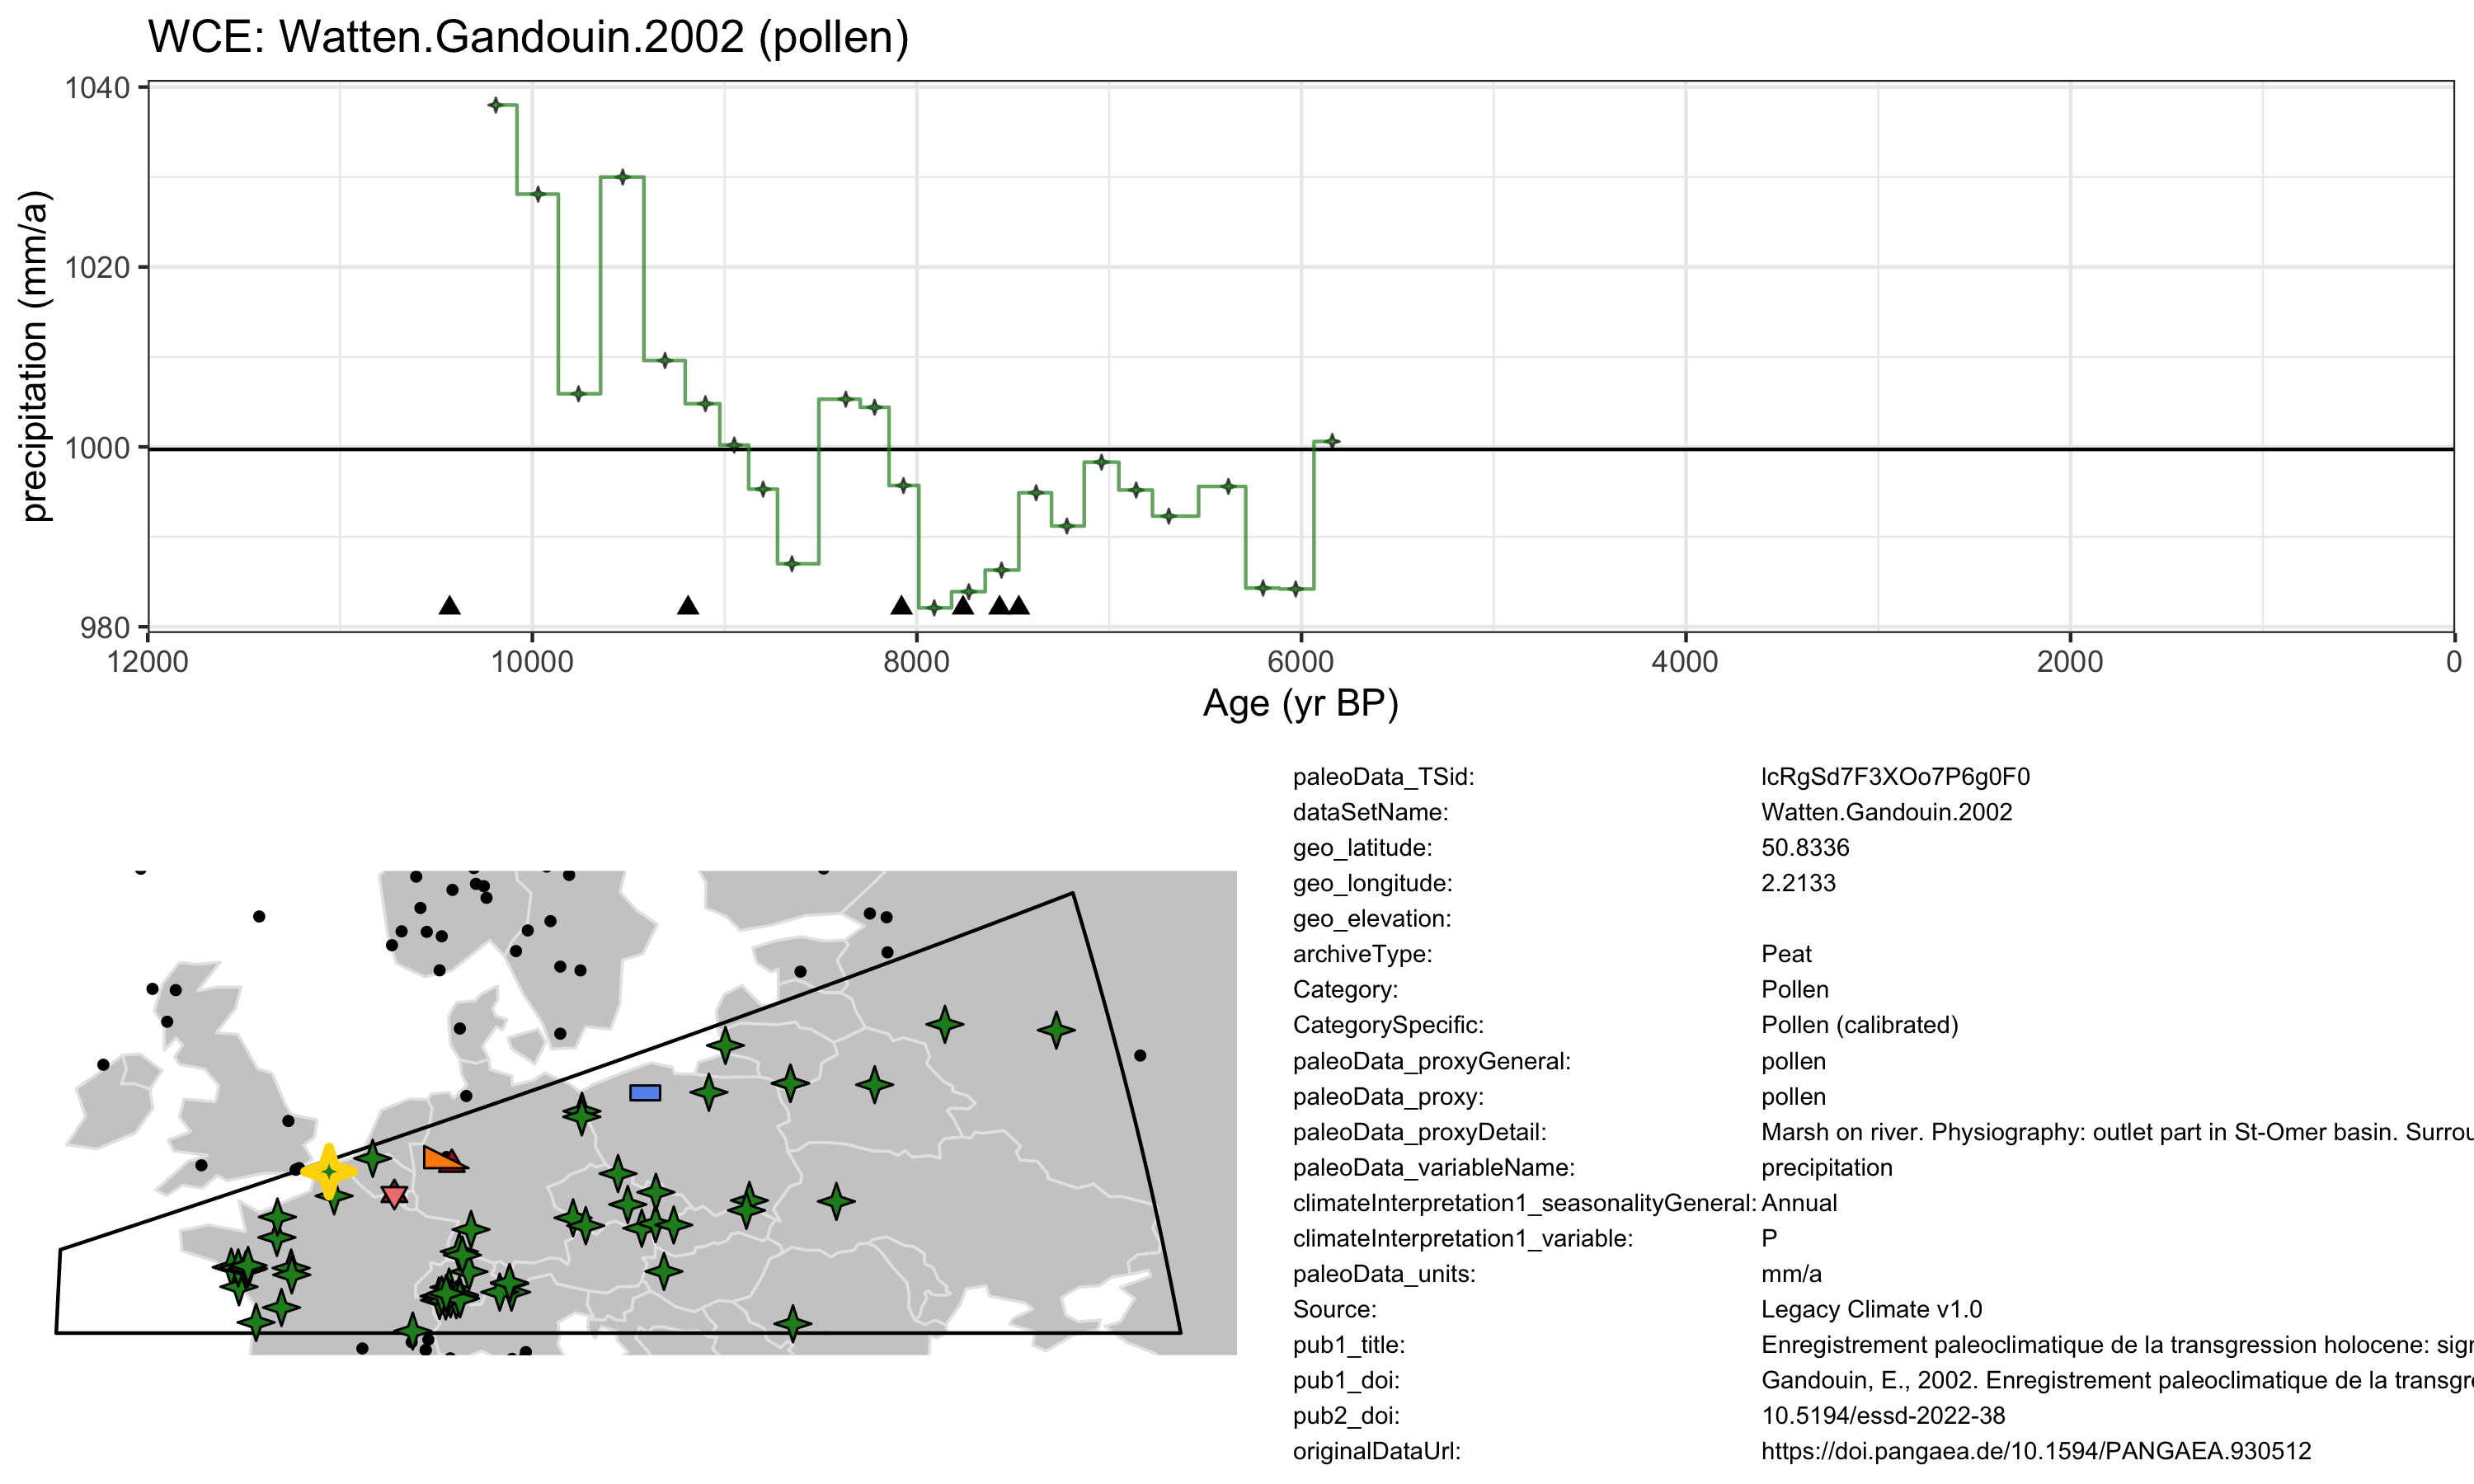 WCE: Watten.Gandouin.2002 (pollen)
precipitation (mm/a)
1040
1020
1000
980
12000 10000 8000 6000 4000 2000 0
Age (yr BP)
paleoData_TSid: lcRgSd7F3XOo7P6g0F0
dataSetName: Watten.Gandouin.2002
geo_latitude: 50.8336
geo_longitude: 2.2133
geo_elevation:
archiveType: Peat
Category: Pollen
CategorySpecific: Pollen (calibrated)
paleoData_proxyGeneral: pollen
paleoData_proxy: pollen
paleoData_proxyDetail: Marsh on river. Physiography: outlet part in St-Omer basin. Surrou
paleoData_variableName: precipitation
climateInterpretation1_seasonalityGeneral: Annual
climateInterpretation1_variable: P
paleoData_units: mm/a
Source: Legacy Climate v1.0
pub1_title: Enregistrement paleoclimatique de la transgression holocene: sign
pub1_doi: Gandouin, E., 2002. Enregistrement paleoclimatique de la transgre
pub2_doi: 10.5194/essd-2022-38
originalDataUrl: https://doi.pangaea.de/10.1594/PANGAEA.930512